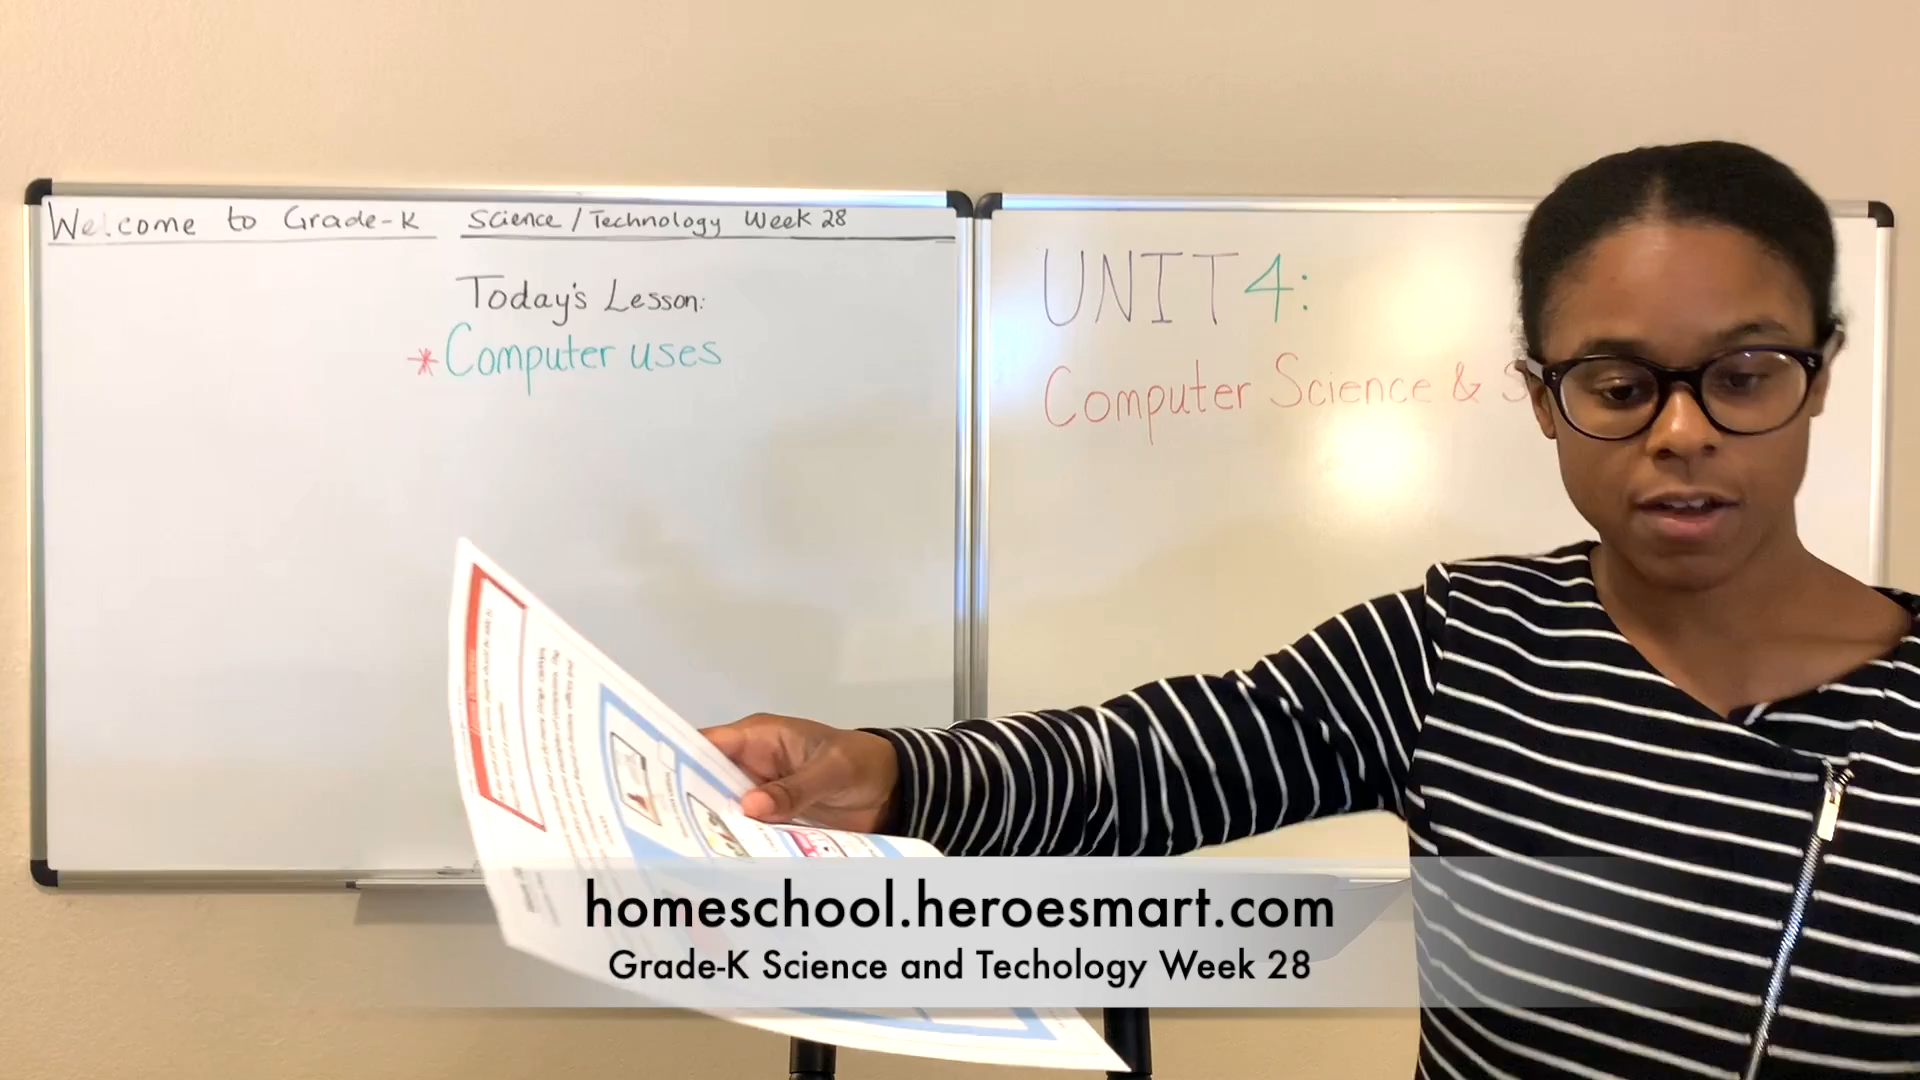 Welcome to Grade-K Science / Technology Week 28
Today's Lesson:
* Computer uses
UNIT 4:
Computer Science & S
homeschool.heroesmart.com
Grade-K Science and Techology Week 28